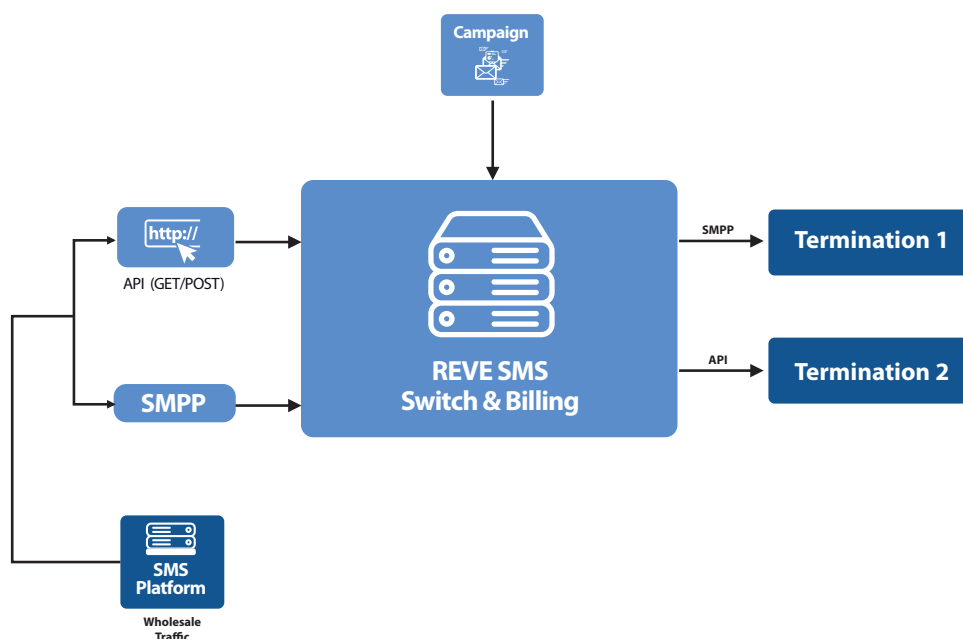 Campaign
http://
API (GET/POST)
SMPP
REVE SMS
Switch & Billing
SMPP
Termination 1
API
Termination 2
SMS
Platform
Wholesale
Traffic